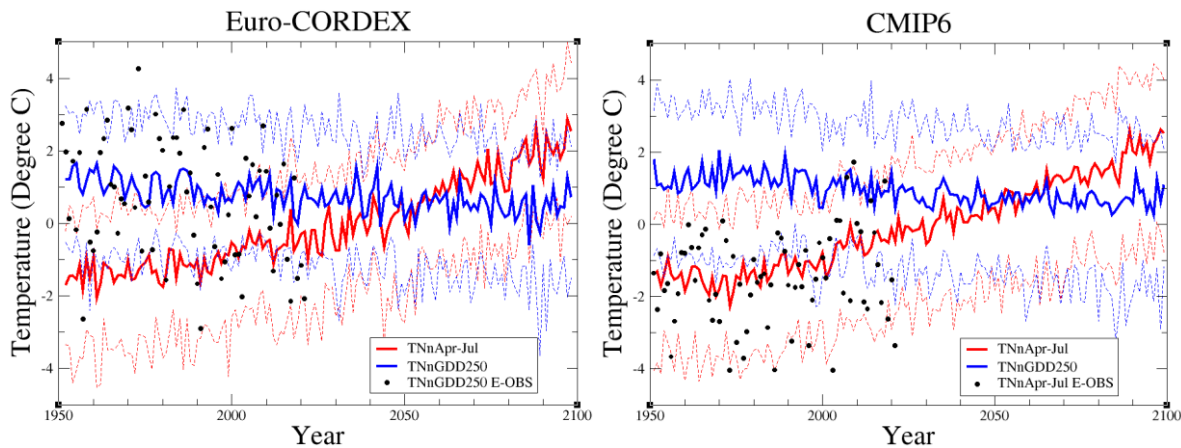 Euro-CORDEX
Temperature (Degree C)
4
2
0
-2
-4
TNnApr-Jul
TNnGDD250
TNnGDD250 E-OBS
1950
2000
2050
2100
Year
CMIP6
Temperature (Degree C)
4
2
0
-2
-4
TNnApr-Jul
TNnGDD250
TNnApr-Jul E-OBS
1950
2000
2050
2100
Year